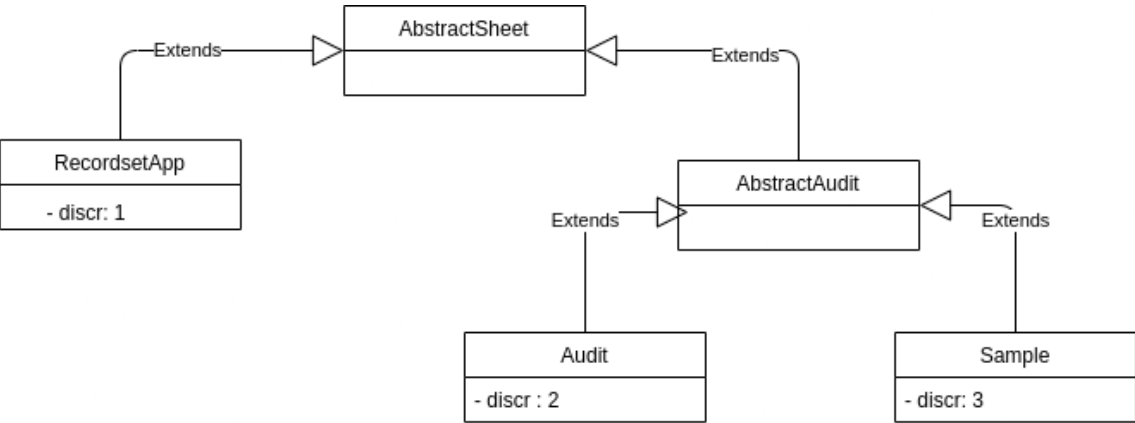 AbstractSheet
Extends
Extends
RecordsetApp
- discr: 1
AbstractAudit
Extends
Extends
Audit
- discr : 2
Sample
- discr: 3